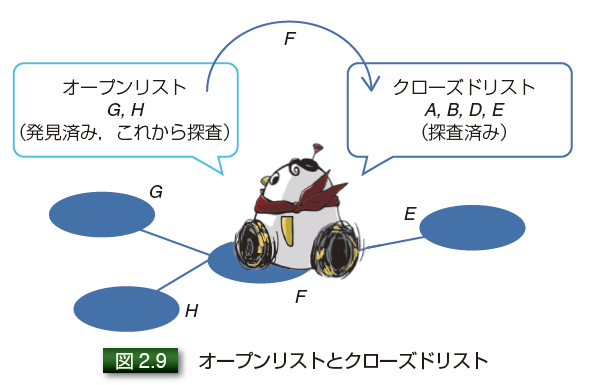 F
オープンリスト
G, H
（発見済み，これから探査）
クローズドリスト
A, B, D, E
（探査済み）
G
E
H
F
図 2.9 オープンリストとクローズドリスト